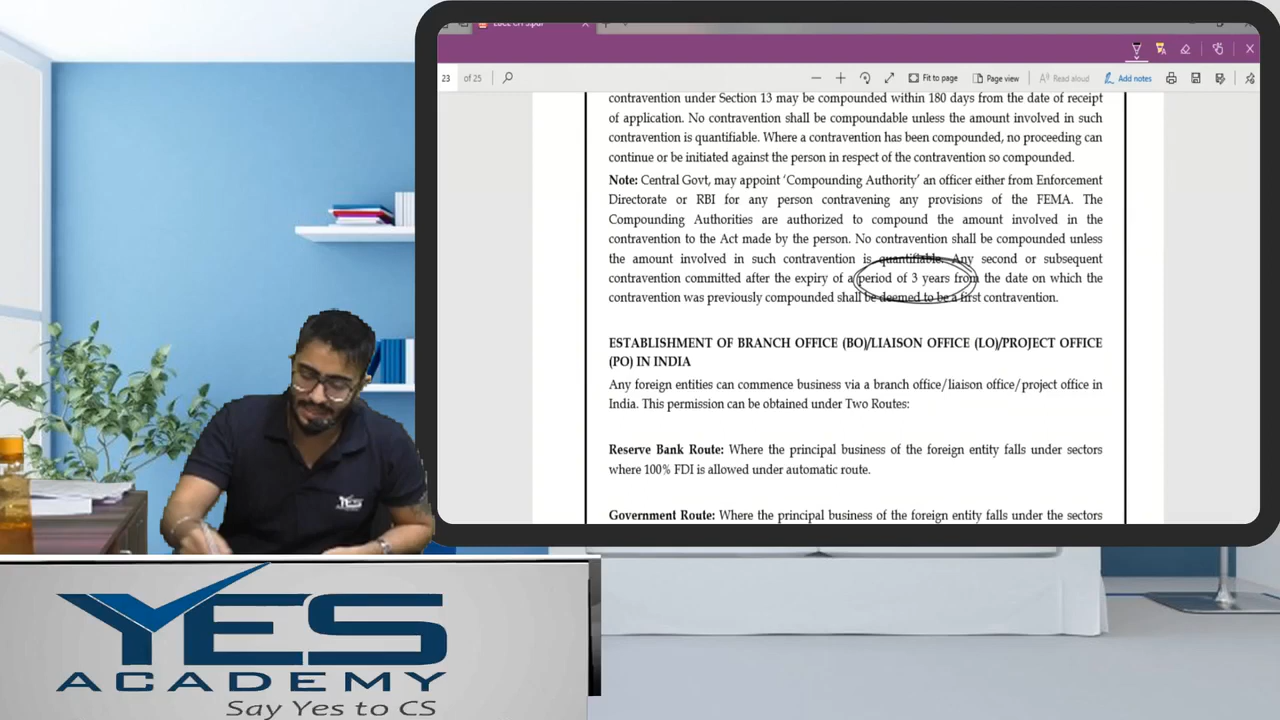 23 of 25
Fit to page
Page view
Read aloud
Add notes
contravention under Section 13 may be compounded within 180 days from the date of receipt
of application. No contravention shall be compoundable unless the amount involved in such
contravention is quantifiable. Where a contravention has been compounded, no proceeding can
continue or be initiated against the person in respect of the contravention so compounded.
Note: Central Govt, may appoint ‘Compounding Authority’ an officer either from Enforcement
Directorate or RBI for any person contravening any provisions of the FEMA. The
Compounding Authorities are authorized to compound the amount involved in the
contravention to the Act made by the person. No contravention shall be compounded unless
the amount involved in such contravention is quantifiable. Any second or subsequent
contravention committed after the expiry of a period of 3 years from the date on which the
contravention was previously compounded shall be deemed to be a first contravention.
ESTABLISHMENT OF BRANCH OFFICE (BO)/LIAISON OFFICE (LO)/PROJECT OFFICE
(PO) IN INDIA
Any foreign entities can commence business via a branch office/liaison office/project office in
India. This permission can be obtained under Two Routes:
Reserve Bank Route: Where the principal business of the foreign entity falls under sectors
where 100% FDI is allowed under automatic route.
Government Route: Where the principal business of the foreign entity falls under the sectors
YES
YES
ACADEMY
Say Yes to CS